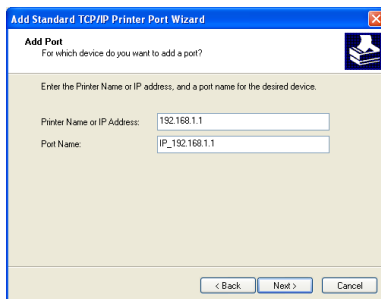 Add Standard TCP/IP Printer Port Wizard
Add Port
For which device do you want to add a port?
Enter the Printer Name or IP address, and a port name for the desired device.
Printer Name or IP Address: 192.168.1.1
Port Name: IP_192.168.1.1
< Back Next > Cancel